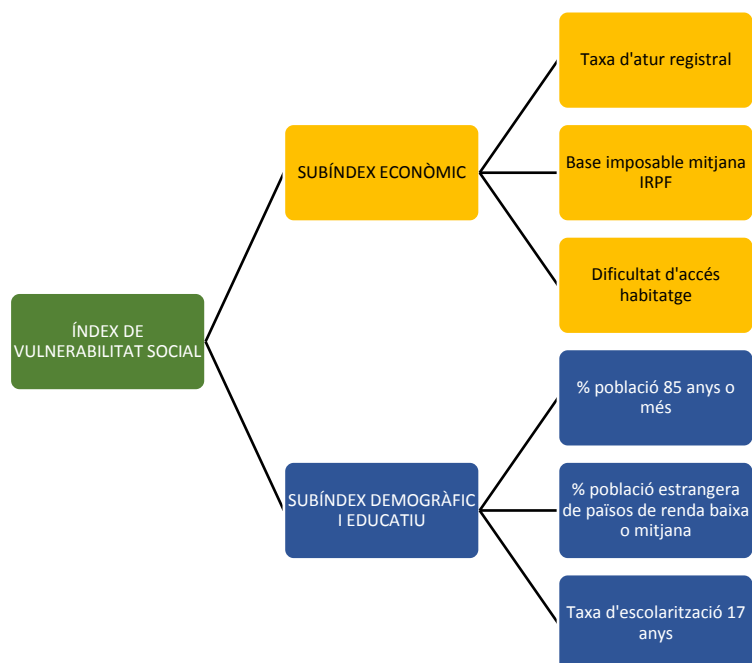 Taxa d'atur registral
SUBÍNDEX ECONÒMIC
Base imposable mitjana
IRPF
Dificultat d'accés
habitatge
ÍNDEX DE
VULNERABILITAT SOCIAL
% població 85 anys o
més
SUBÍNDEX DEMOGRÀFIC
I EDUCATIU
% població estrangera
de països de renda baixa
o mitjana
Taxa d'escolarització 17
anys